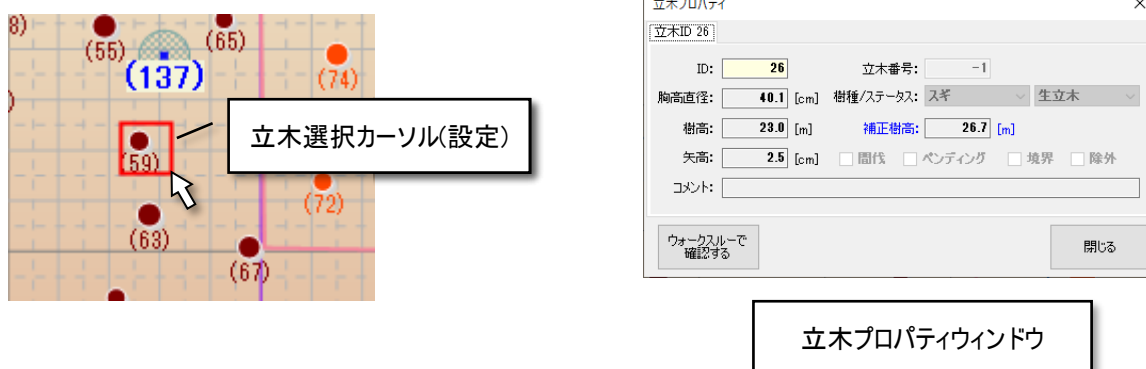 8)
(55)
(65)
(137)
(74)
立木選択カーソル(設定)
(59)
(72)
(63)
(67)
立木プロパティ
立木ID 26
ID: 26 立木番号: -1
胸高直径: 40.1 [cm] 樹種/ステータス: スギ 生立木
樹高: 23.0 [m] 補正樹高: 26.7 [m]
矢高: 2.5 [cm] 間伐 ペンディング 境界 除外
コメント:
ウォークスルーで
確認する
閉じる
立木プロパティウィンドウ